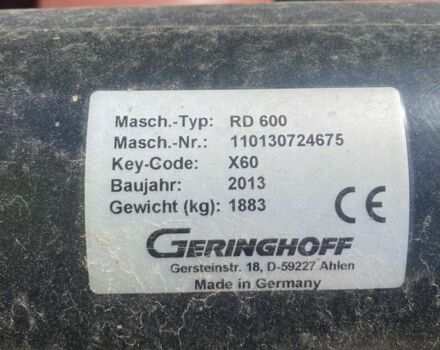 Masch.-Typ: RD 600
Masch.-Nr.: 110130724675
Key-Code: X60
Baujahr: 2013
Gewicht (kg): 1883
CE
GERINGHOFF
Gersteinstr. 18, D-59227 Ahlen
Made in Germany